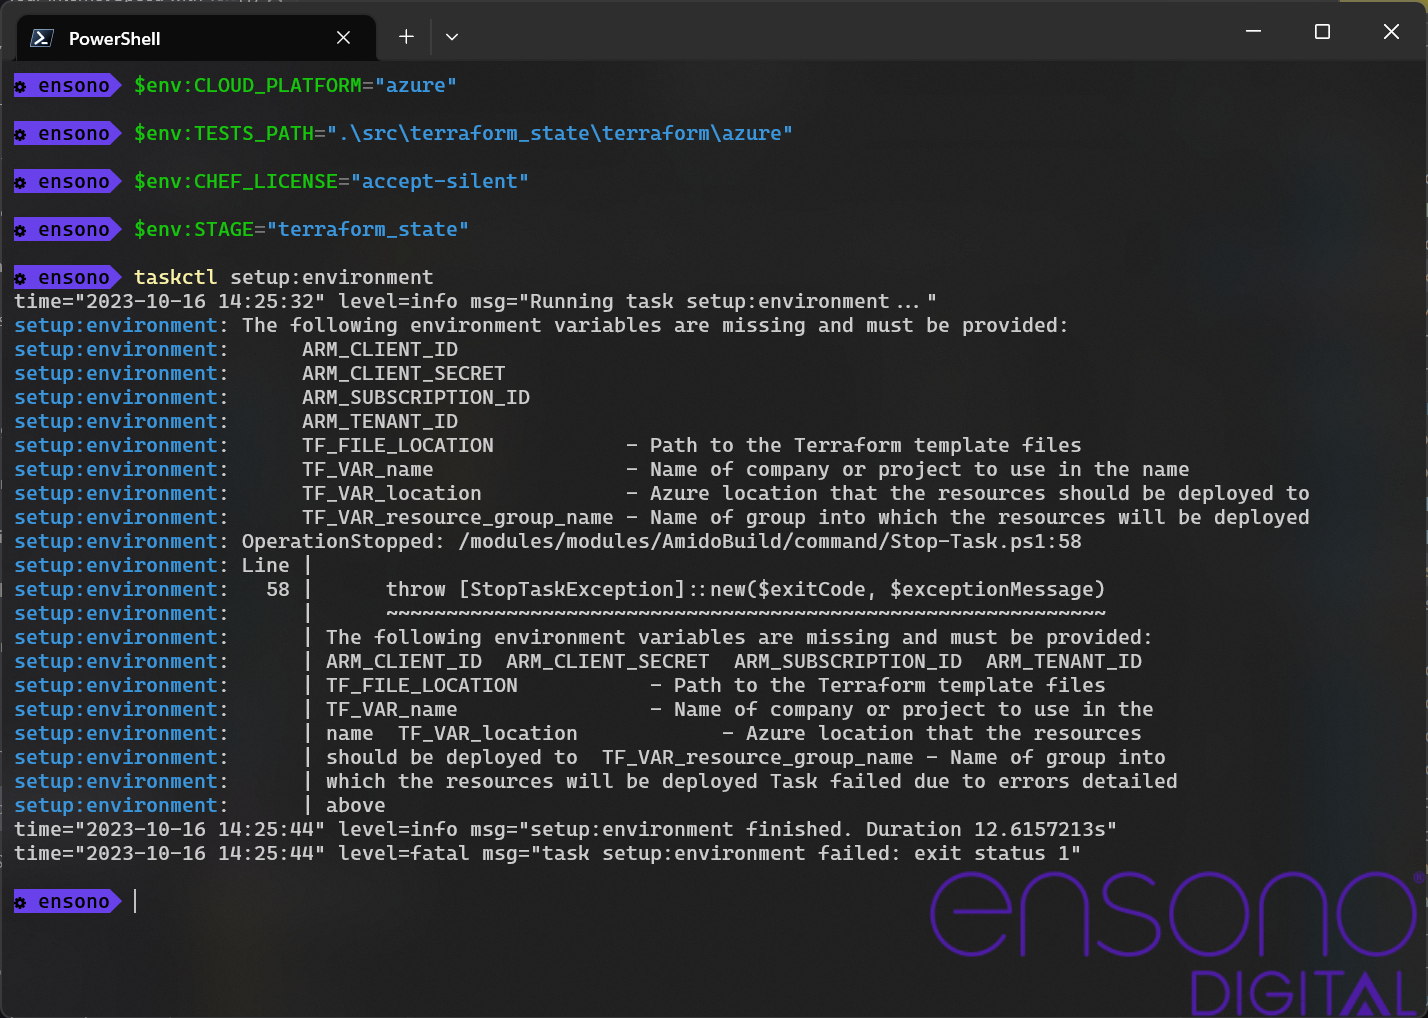 PowerShell
ensono $env:CLOUD_PLATFORM="azure"
ensono $env:TESTS_PATH=".\src\terraform_state\terraform\azure"
ensono $env:CHEF_LICENSE="accept-silent"
ensono $env:STAGE="terraform_state"
ensono taskctl setup:environment
time="2023-10-16 14:25:32" level=info msg="Running task setup:environment..."
setup:environment: The following environment variables are missing and must be provided:
setup:environment:      ARM_CLIENT_ID
setup:environment:      ARM_CLIENT_SECRET
setup:environment:      ARM_SUBSCRIPTION_ID
setup:environment:      ARM_TENANT_ID
setup:environment:      TF_FILE_LOCATION           - Path to the Terraform template files
setup:environment:      TF_VAR_name                - Name of company or project to use in the name
setup:environment:      TF_VAR_location            - Azure location that the resources should be deployed to
setup:environment:      TF_VAR_resource_group_name - Name of group into which the resources will be deployed
setup:environment: OperationStopped: /modules/modules/AmidoBuild/command/Stop-Task.ps1:58
setup:environment: Line |
setup:environment:   58 |      throw [StopTaskException]::new($exitCode, $exceptionMessage)
setup:environment:      |      ~~~~~~~~~~~~~~~~~~~~~~~~~~~~~~~~~~~~~~~~~~~~~~~~~~~~~~~~~~~~
setup:environment:      | The following environment variables are missing and must be provided:
setup:environment:      | ARM_CLIENT_ID  ARM_CLIENT_SECRET  ARM_SUBSCRIPTION_ID  ARM_TENANT_ID
setup:environment:      | TF_FILE_LOCATION           - Path to the Terraform template files
setup:environment:      | TF_VAR_name                - Name of company or project to use in the
setup:environment:      | name  TF_VAR_location            - Azure location that the resources
setup:environment:      | should be deployed to  TF_VAR_resource_group_name - Name of group into
setup:environment:      | which the resources will be deployed Task failed due to errors detailed
setup:environment:      | above
time="2023-10-16 14:25:44" level=info msg="setup:environment finished. Duration 12.6157213s"
time="2023-10-16 14:25:44" level=fatal msg="task setup:environment failed: exit status 1"
ensono
ensono®
DIGITAL